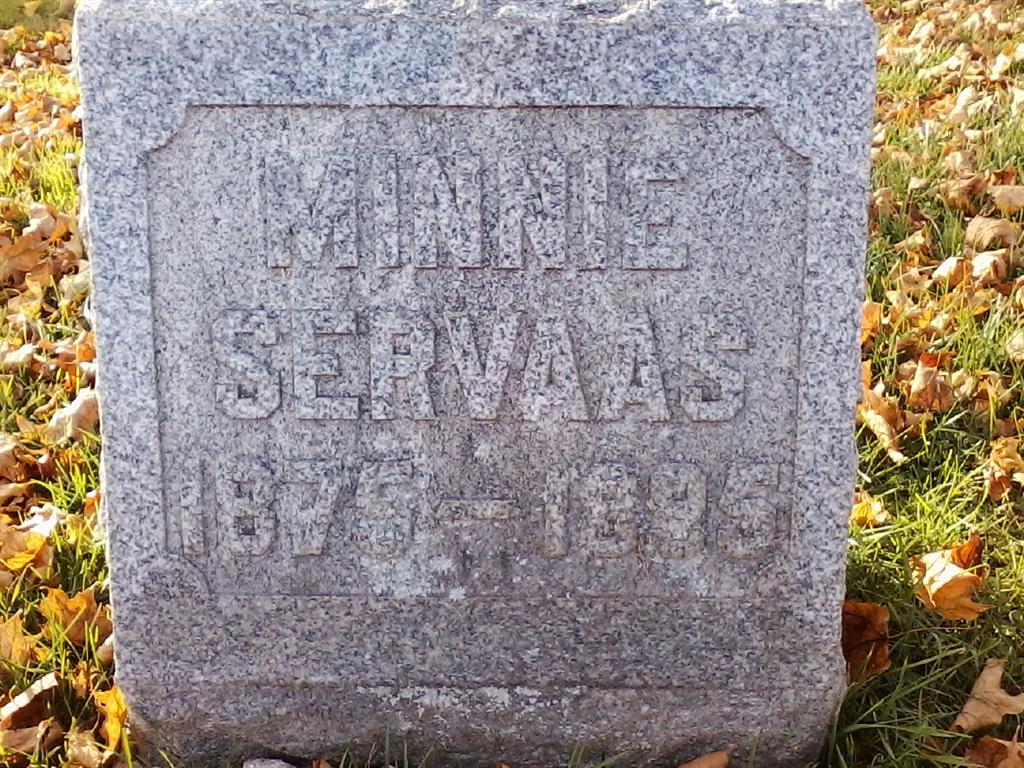 MINNIE
SERVAAS
1875 – 1895